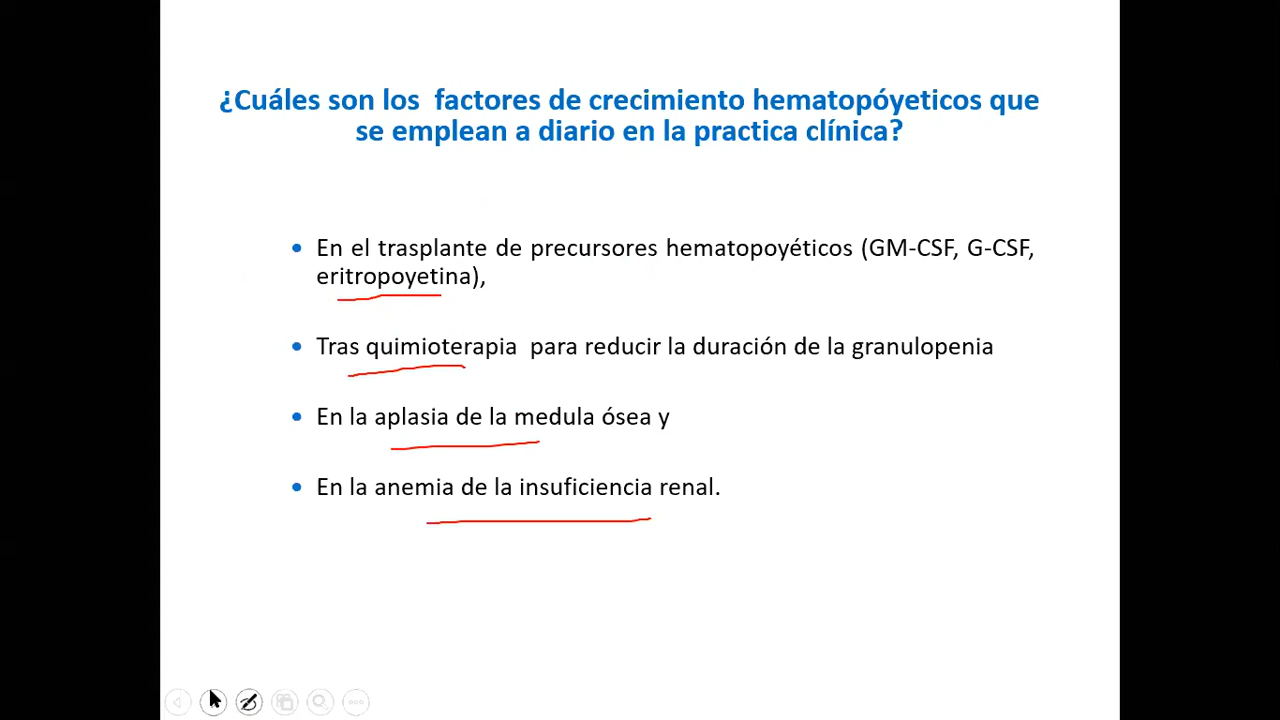 ¿Cuáles son los factores de crecimiento hematopóyeticos que
se emplean a diario en la practica clínica?
• En el trasplante de precursores hematopoyéticos (GM-CSF, G-CSF,
eritropoyetina),
• Tras quimioterapia para reducir la duración de la granulopenia
• En la aplasia de la medula ósea y
• En la anemia de la insuficiencia renal.